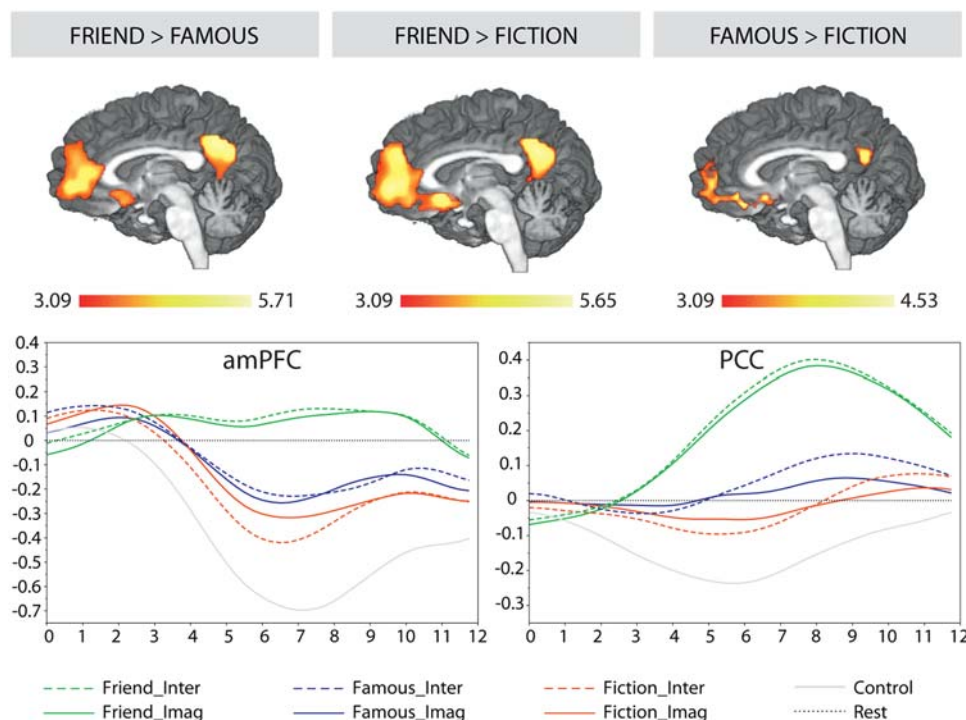 FRIEND > FAMOUS
FRIEND > FICTION
FAMOUS > FICTION
3.09 5.71
3.09 5.65
3.09 4.53
amPFC
0.4
0.3
0.2
0.1
0
-0.1
-0.2
-0.3
-0.4
-0.5
-0.6
-0.7
0 1 2 3 4 5 6 7 8 9 10 11 12
PCC
0.4
0.3
0.2
0.1
0
-0.1
-0.2
-0.3
0 1 2 3 4 5 6 7 8 9 10 11 12
Friend_Inter
Famous_Inter
Fiction_Inter
Control
Friend_Imag
Famous_Imag
Fiction_Imag
Rest